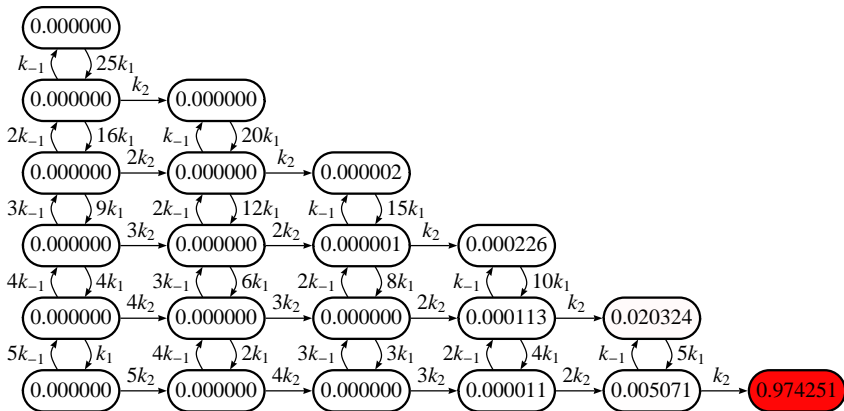 0.000000
k₋₁ 25k₁
k₂
0.000000 0.000000
2k₋₁ 16k₁ k₋₁ 20k₁
2k₂ k₂
0.000000 0.000000 0.000002
3k₋₁ 9k₁ 2k₋₁ 12k₁ k₋₁ 15k₁
3k₂ 2k₂ k₂
0.000000 0.000000 0.000001 0.000226
4k₋₁ 4k₁ 3k₋₁ 6k₁ 2k₋₁ 8k₁ k₋₁ 10k₁
4k₂ 3k₂ 2k₂ k₂
0.000000 0.000000 0.000000 0.000113 0.020324
5k₋₁ k₁ 4k₋₁ 2k₁ 3k₋₁ 3k₁ 2k₋₁ 4k₁ k₋₁ 5k₁
5k₂ 4k₂ 3k₂ 2k₂ k₂
0.000000 0.000000 0.000000 0.000011 0.005071 0.974251